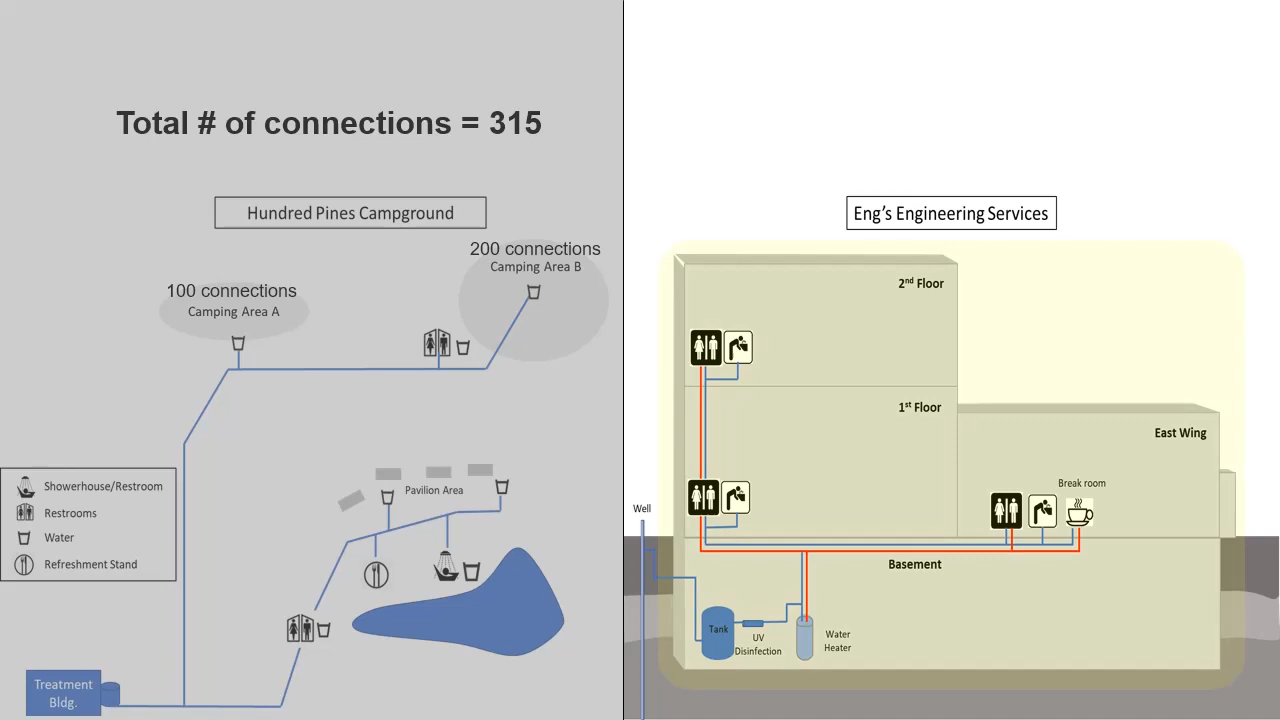 Total # of connections = 315
Hundred Pines Campground
200 connections
Camping Area B
100 connections
Camping Area A
Showerhouse/Restroom
Restrooms
Water
Refreshment Stand
Pavilion Area
Treatment
Bldg.
Eng's Engineering Services
2nd Floor
1st Floor
East Wing
Break room
Well
Basement
Tank
UV
Disinfection
Water
Heater